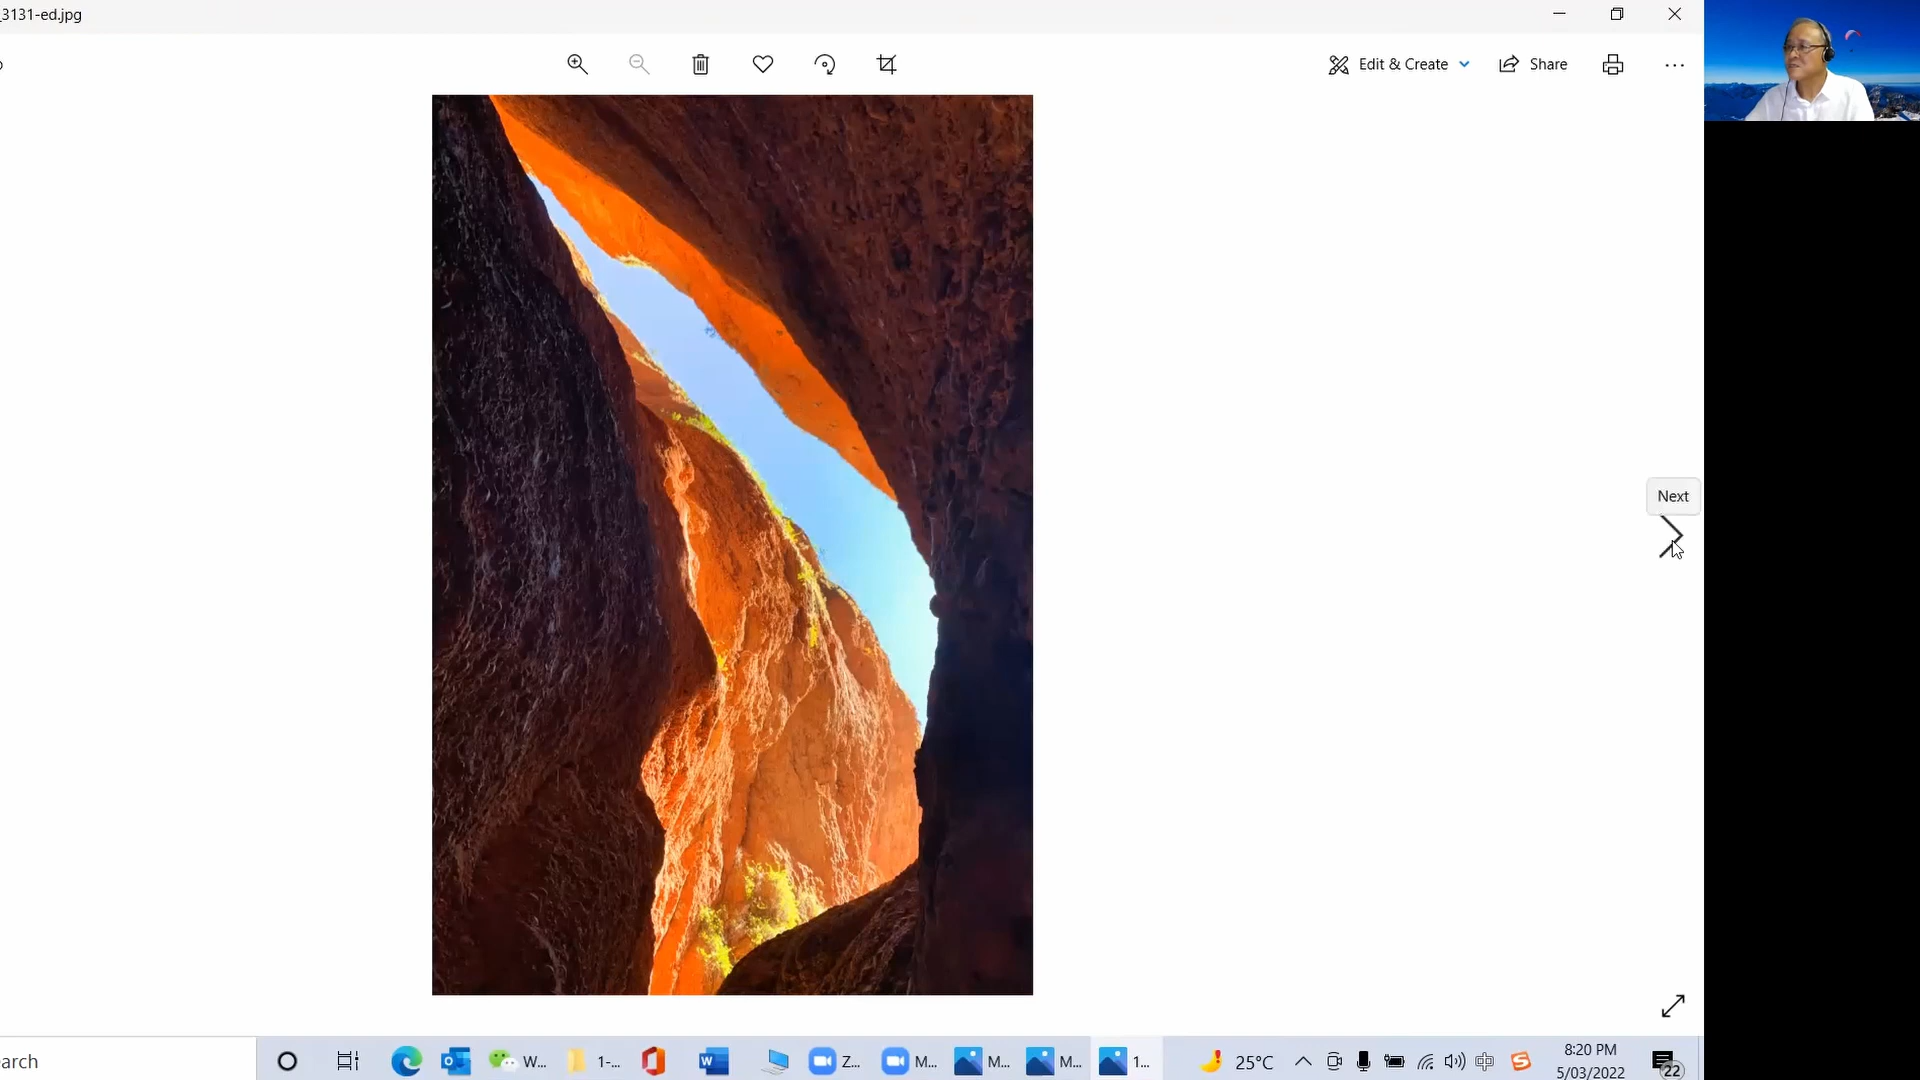 3131-ed.jpg
Edit & Create
Share
Next
arch
W...
1-...
Z...
M...
M...
M...
1...
25°C
8:20 PM
5/03/2022
22